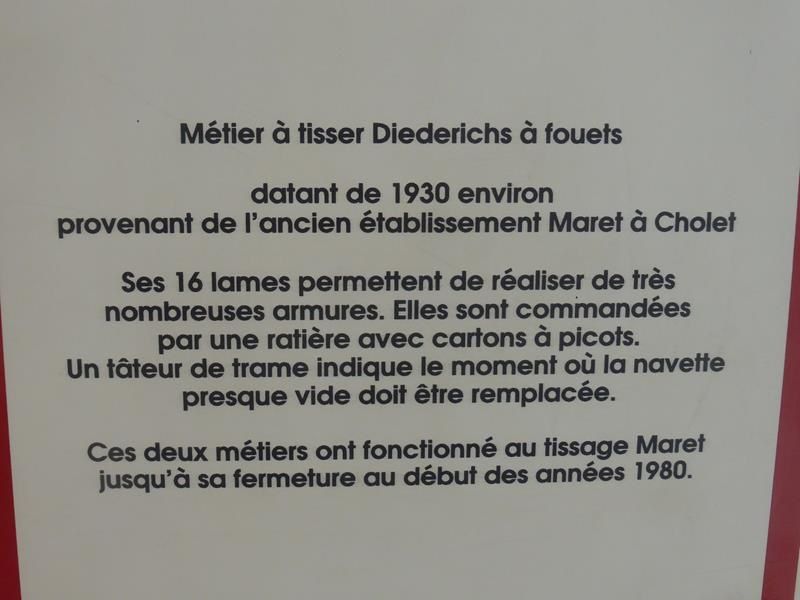 Métier à tisser Diederichs à fouets
datant de 1930 environ
provenant de l'ancien établissement Maret à Cholet
Ses 16 lames permettent de réaliser de très
nombreuses armures. Elles sont commandées
par une ratière avec cartons à picots.
Un tâteur de trame indique le moment où la navette
presque vide doit être remplacée.
Ces deux métiers ont fonctionné au tissage Maret
jusqu'à sa fermeture au début des années 1980.